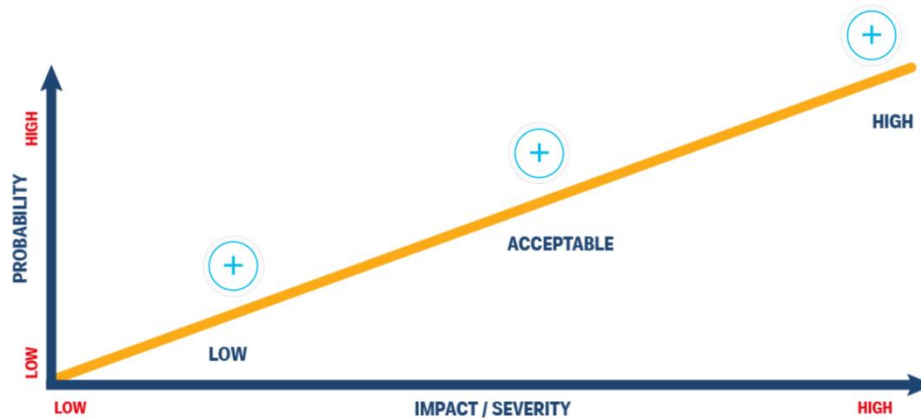 HIGH
HIGH
PROBABILITY
ACCEPTABLE
LOW
LOW
LOW
IMPACT / SEVERITY
HIGH